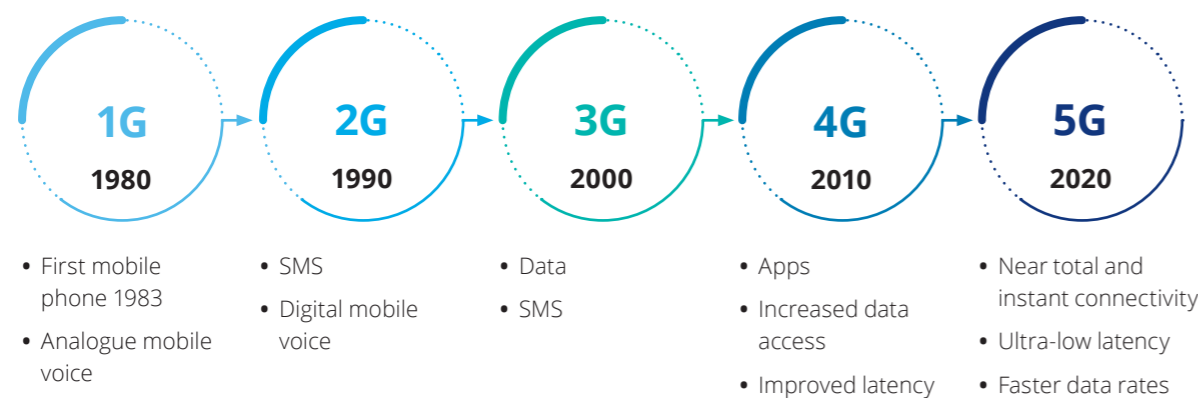 1G
1980
• First mobile
phone 1983
• Analogue mobile
voice
2G
1990
• SMS
• Digital mobile
voice
3G
2000
• Data
• SMS
4G
2010
• Apps
• Increased data
access
• Improved latency
5G
2020
• Near total and
instant connectivity
• Ultra-low latency
• Faster data rates